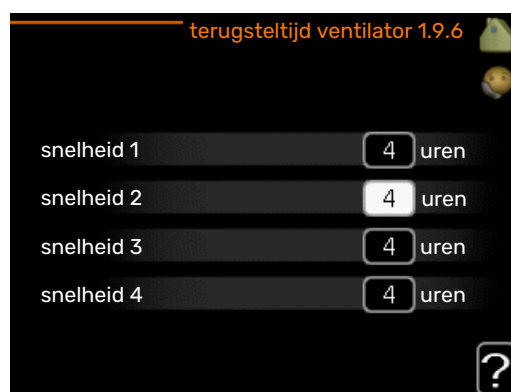 terugsteltijd ventilator 1.9.6
snelheid 1 4 uren
snelheid 2 4 uren
snelheid 3 4 uren
snelheid 4 4 uren
?